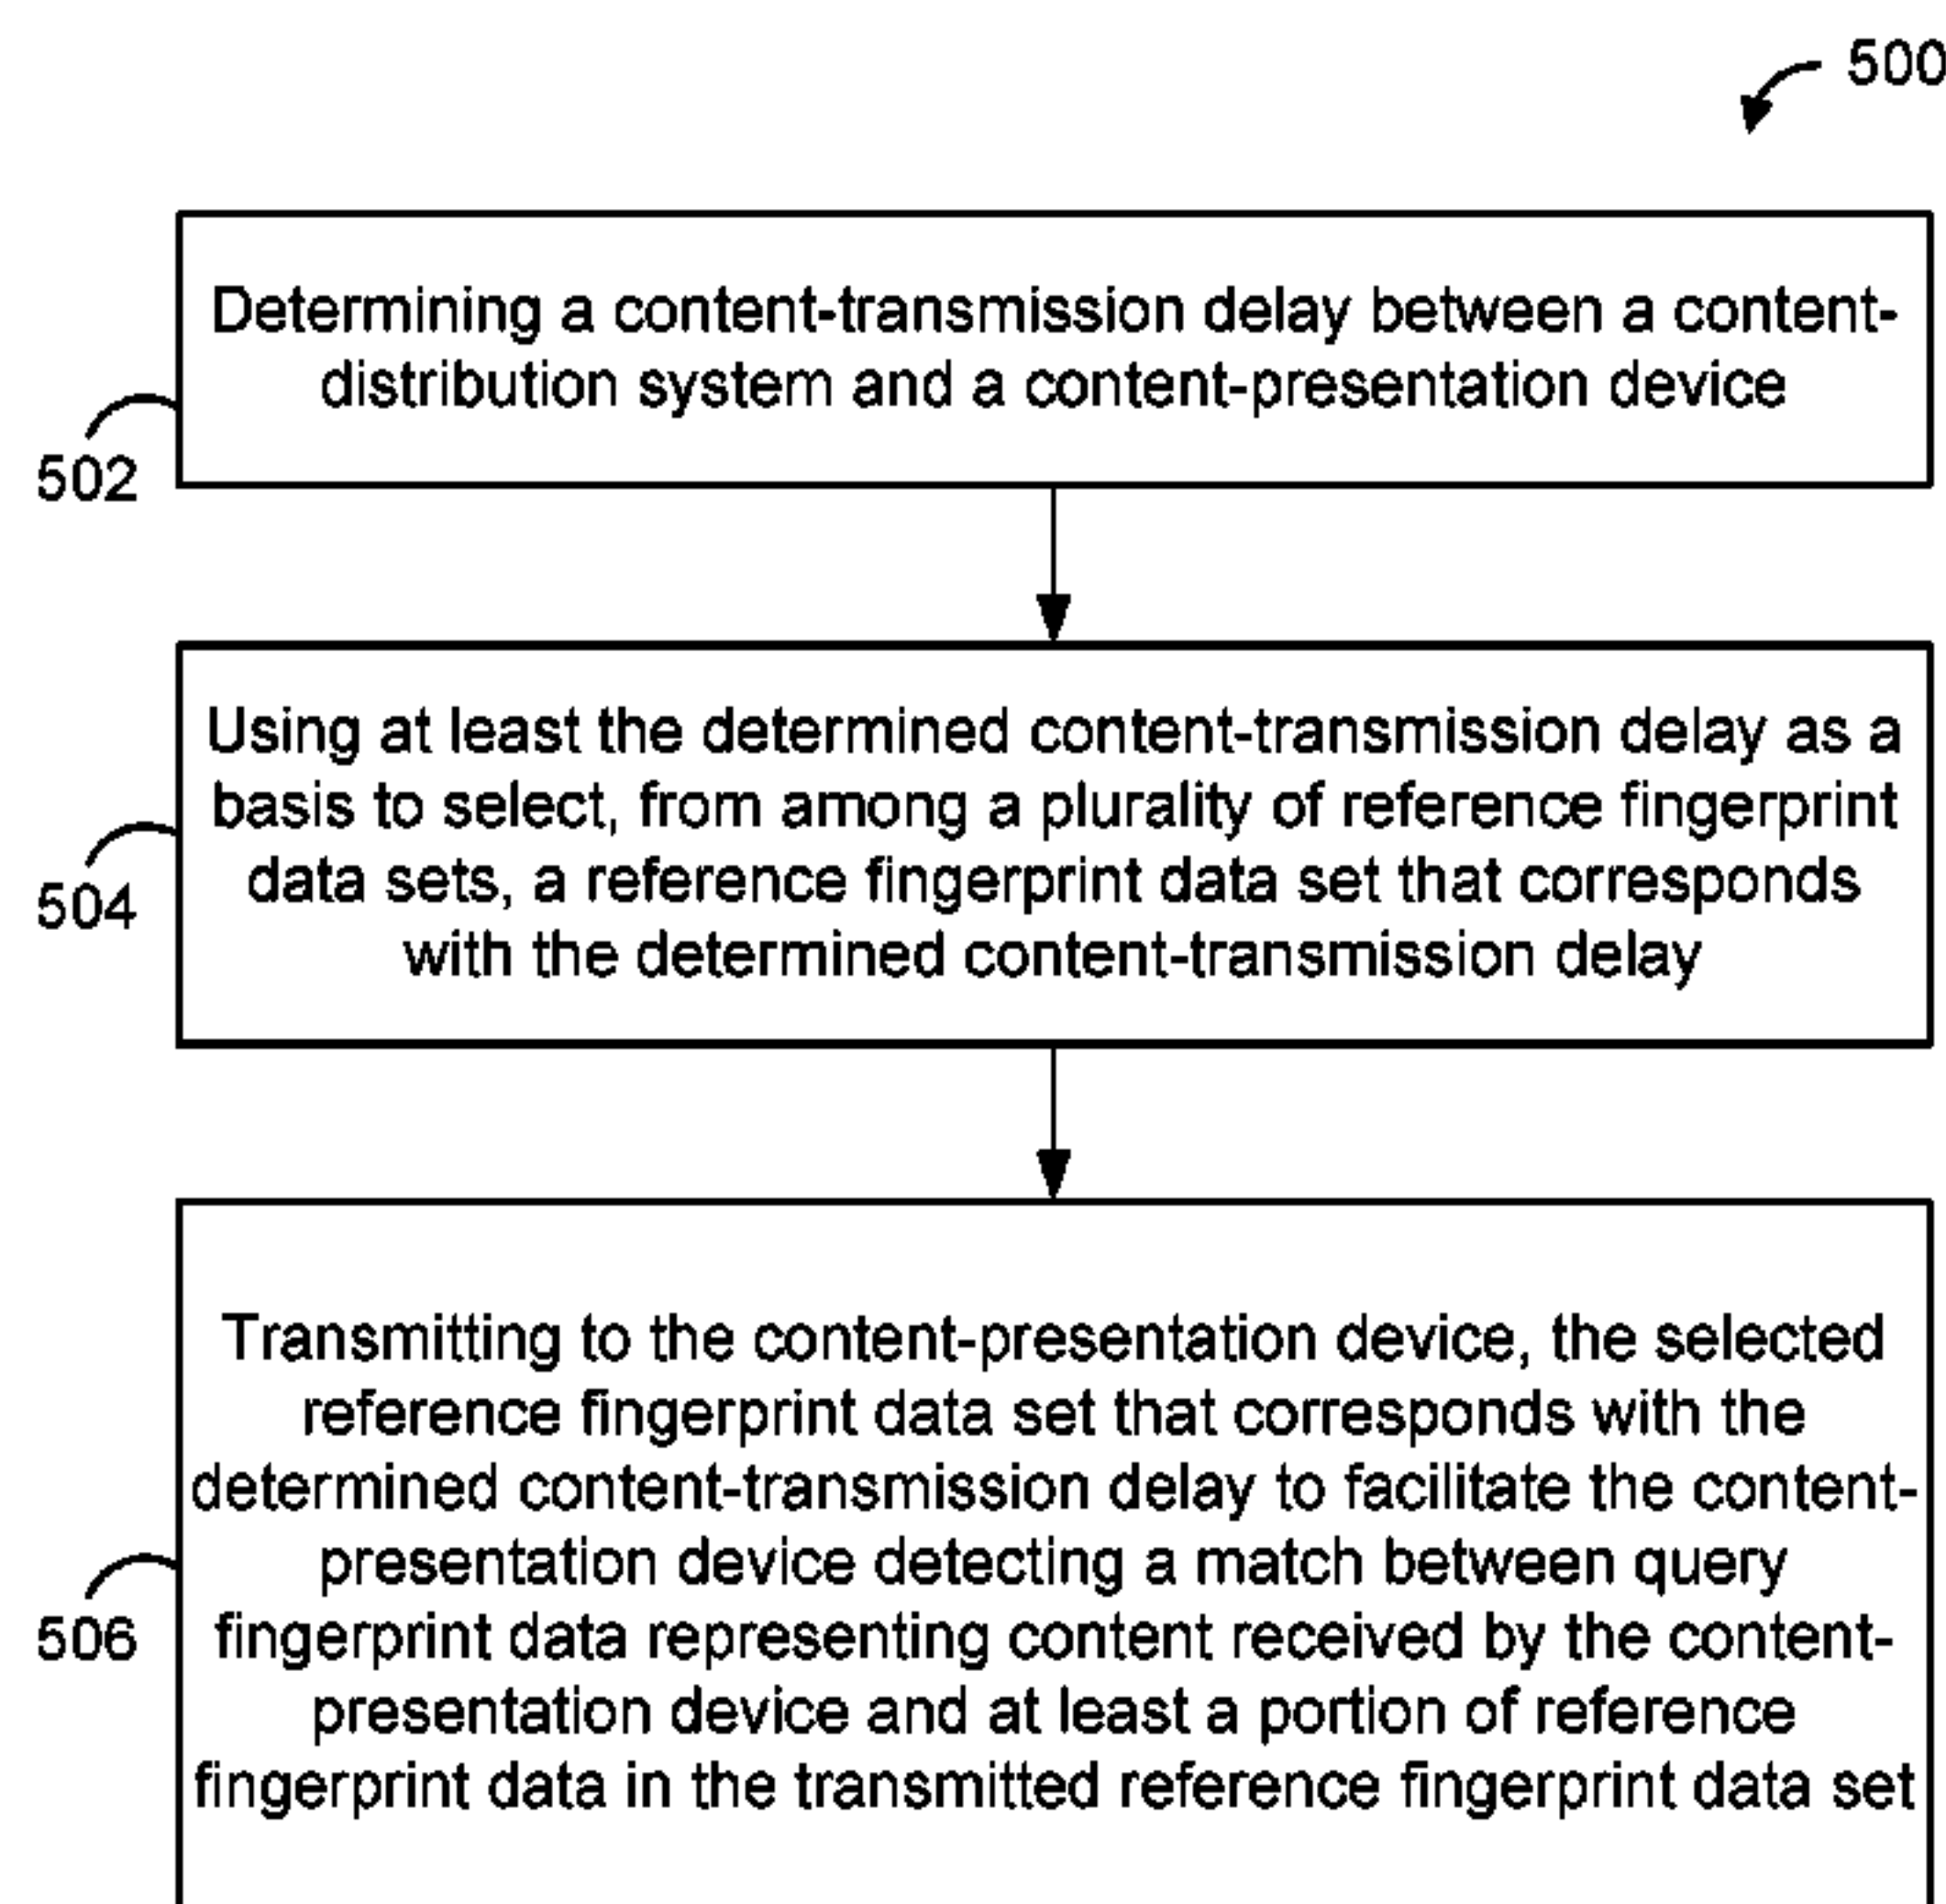 500
Determining a content-transmission delay between a content-
distribution system and a content-presentation device
502
Using at least the determined content-transmission delay as a
basis to select, from among a plurality of reference fingerprint
data sets, a reference fingerprint data set that corresponds
with the determined content-transmission delay
504
Transmitting to the content-presentation device, the selected
reference fingerprint data set that corresponds with the
determined content-transmission delay to facilitate the content-
presentation device detecting a match between query
fingerprint data representing content received by the content-
presentation device and at least a portion of reference
fingerprint data in the transmitted reference fingerprint data set
506